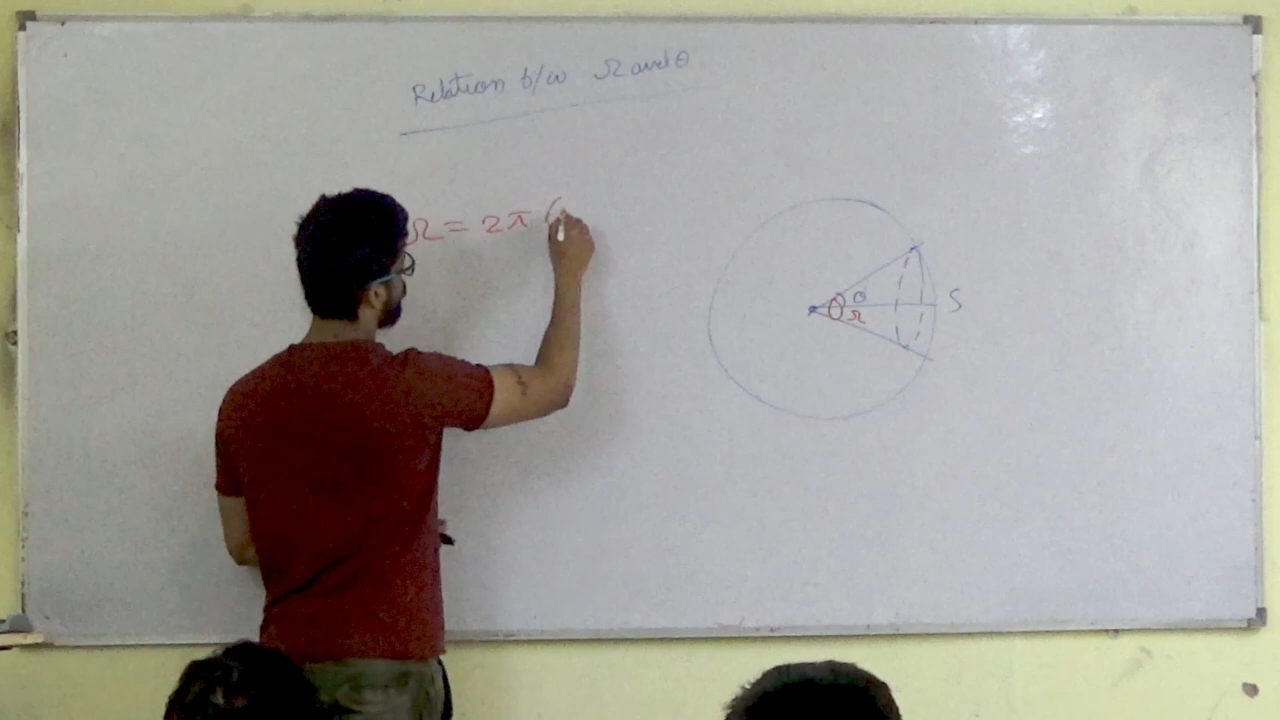 Relation b/w Ω and θ
Ω = 2π (
θ
Ω
S